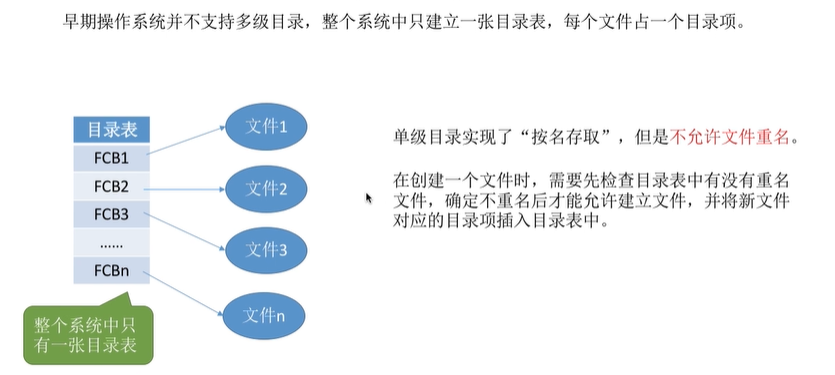 早期操作系统并不支持多级目录，整个系统中只建立一张目录表，每个文件占一个目录项。
目录表
FCB1
FCB2
FCB3
......
FCBn
文件1
文件2
文件3
文件n
整个系统中只
有一张目录表
单级目录实现了“按名存取”，但是不允许文件重名。
在创建一个文件时，需要先检查目录表中有没有重名
文件，确定不重名后才能允许建立文件，并将新文件
对应的目录项插入目录表中。